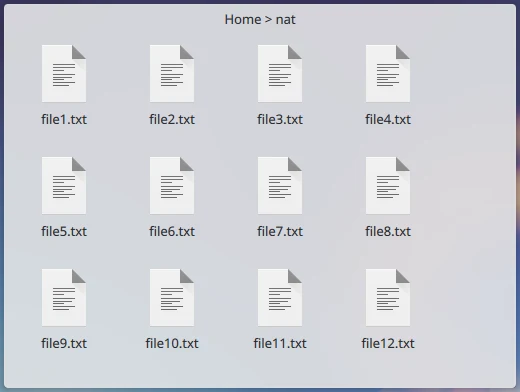 Home > nat
file1.txt file2.txt file3.txt file4.txt
file5.txt file6.txt file7.txt file8.txt
file9.txt file10.txt file11.txt file12.txt